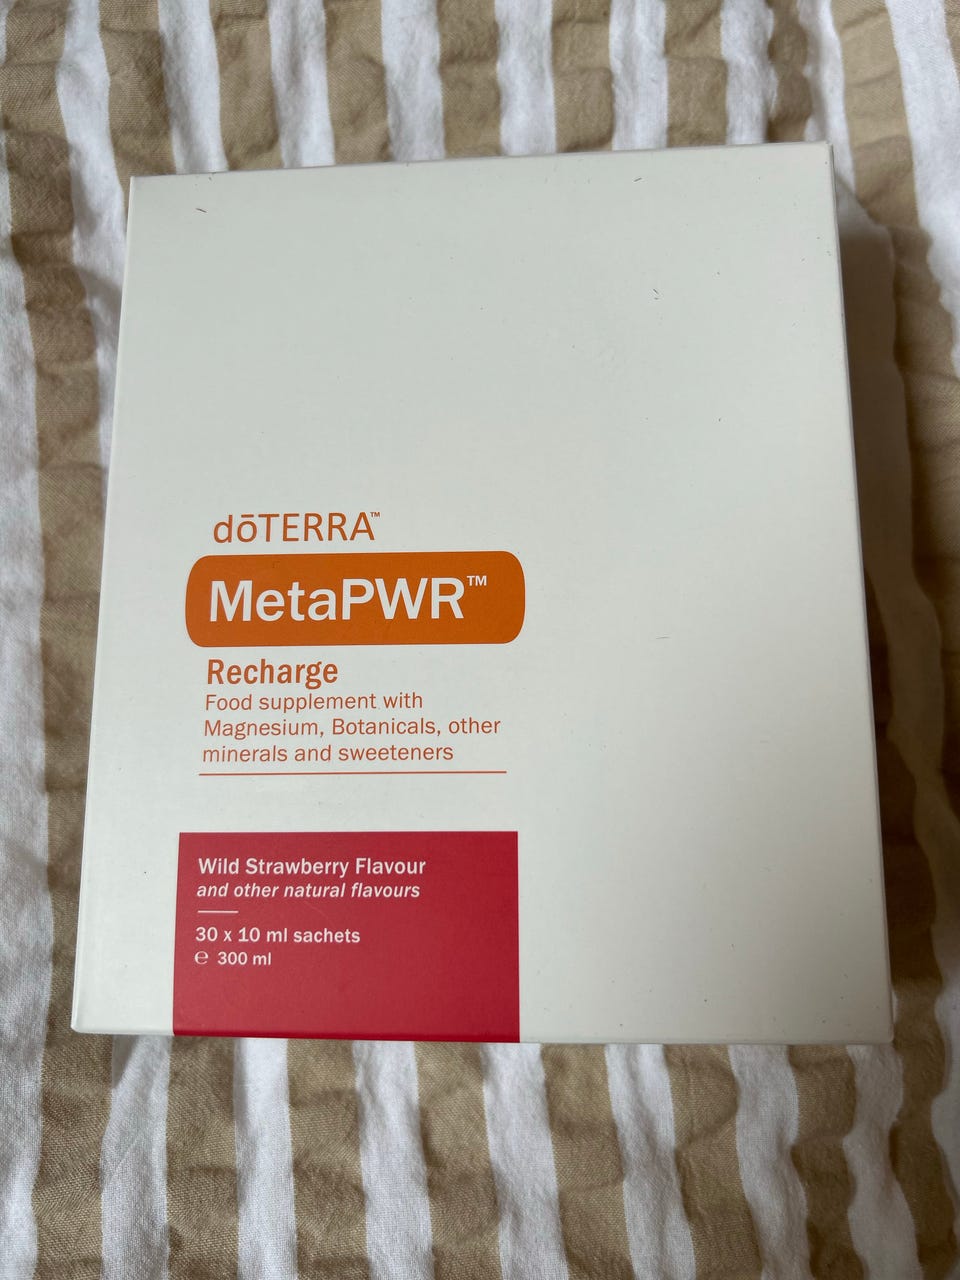 dōTERRA™
MetaPWR™
Recharge
Food supplement with
Magnesium, Botanicals, other
minerals and sweeteners
Wild Strawberry Flavour
and other natural flavours
30 x 10 ml sachets
℮ 300 ml